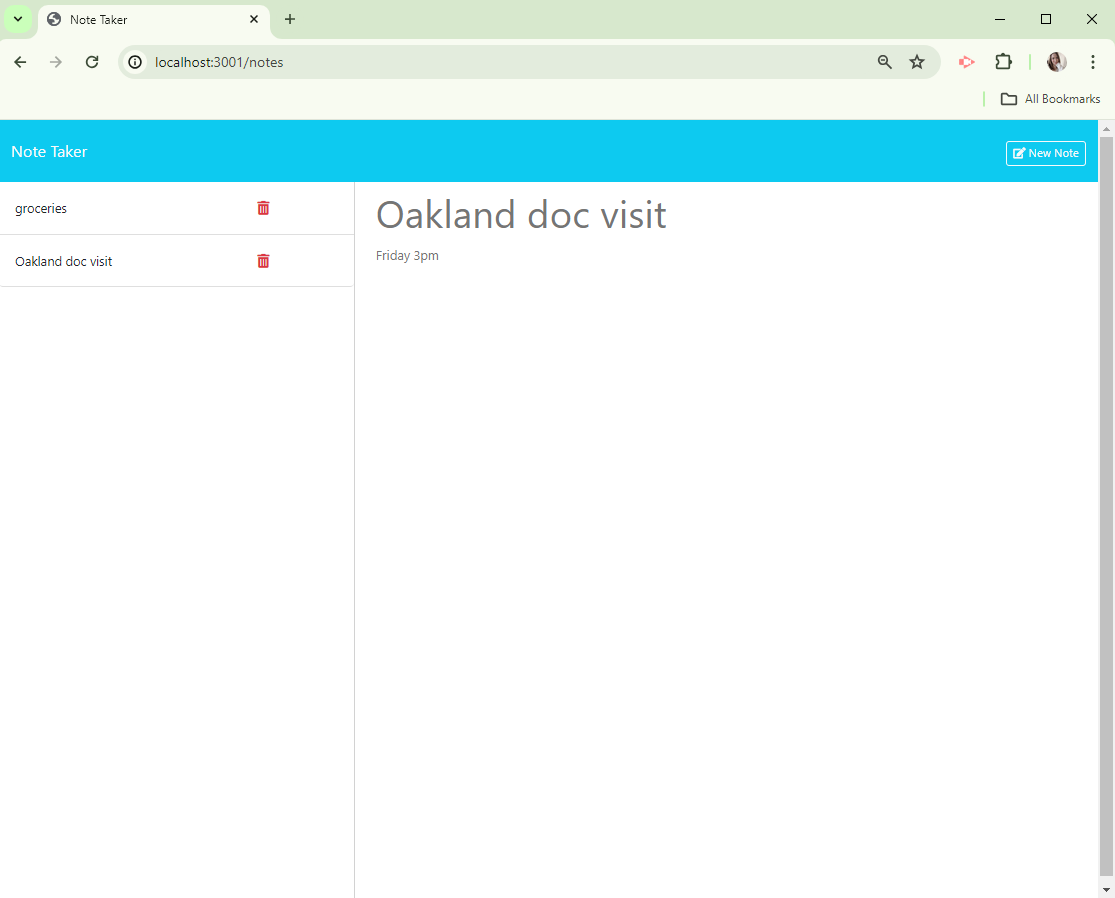 Note Taker
localhost:3001/notes
All Bookmarks
Note Taker
New Note
groceries
Oakland doc visit
Oakland doc visit
Friday 3pm